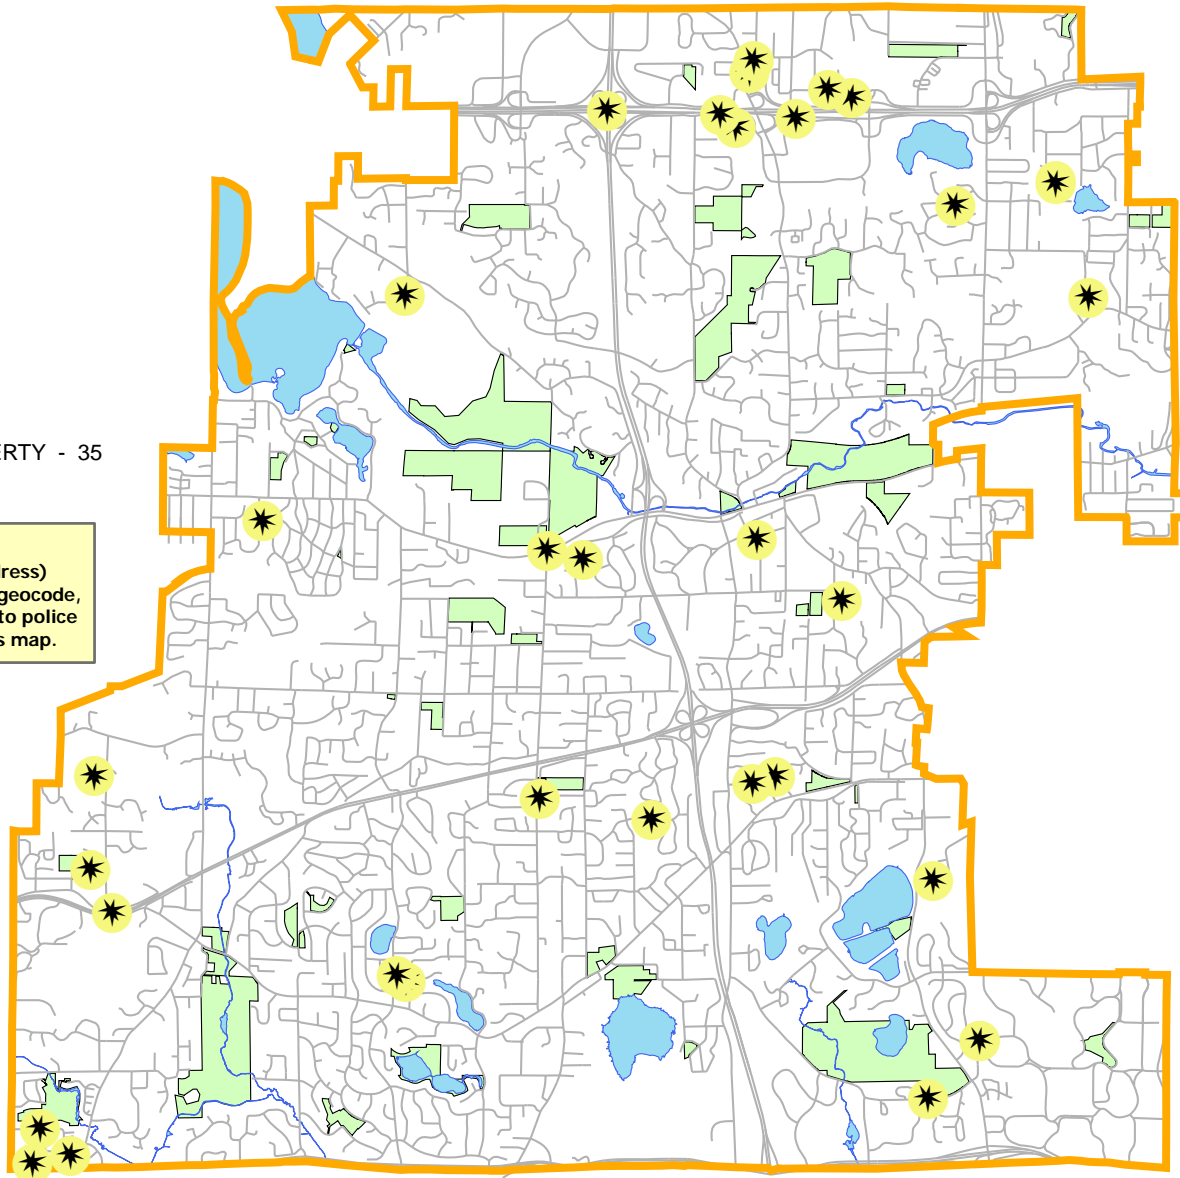 ERTY - 35
ress)
geocode,
to police
s map.